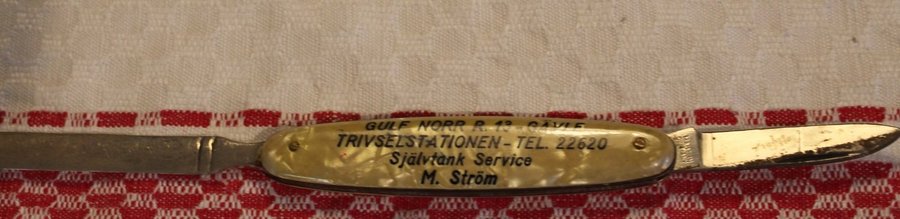 GULF NORR R. 13 GÄVLE
TRIVSELSTATIONEN - TEL. 22620
Självtank Service
M. Ström